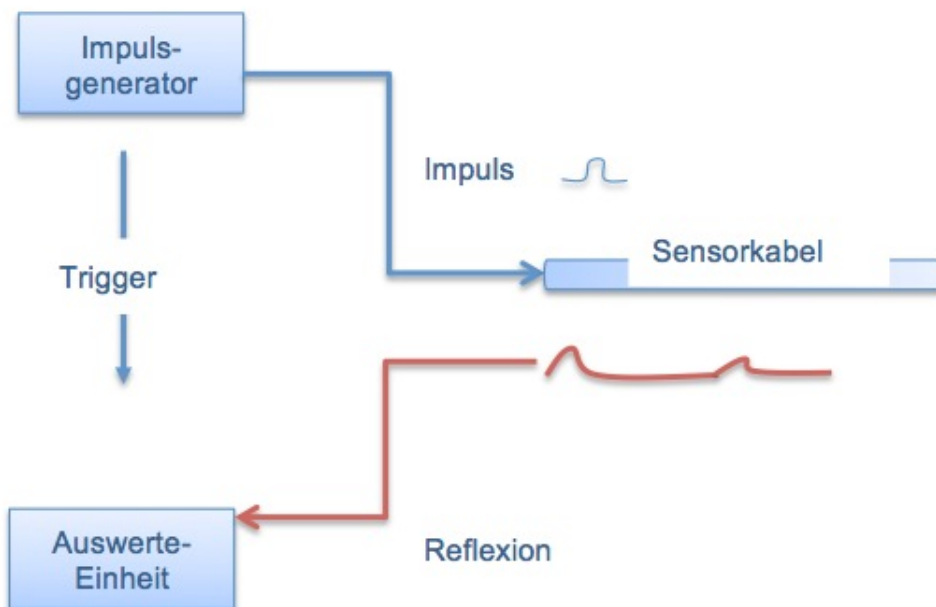 Impuls-
generator
Impuls
Sensorkabel
Trigger
Auswerte-
Einheit
Reflexion